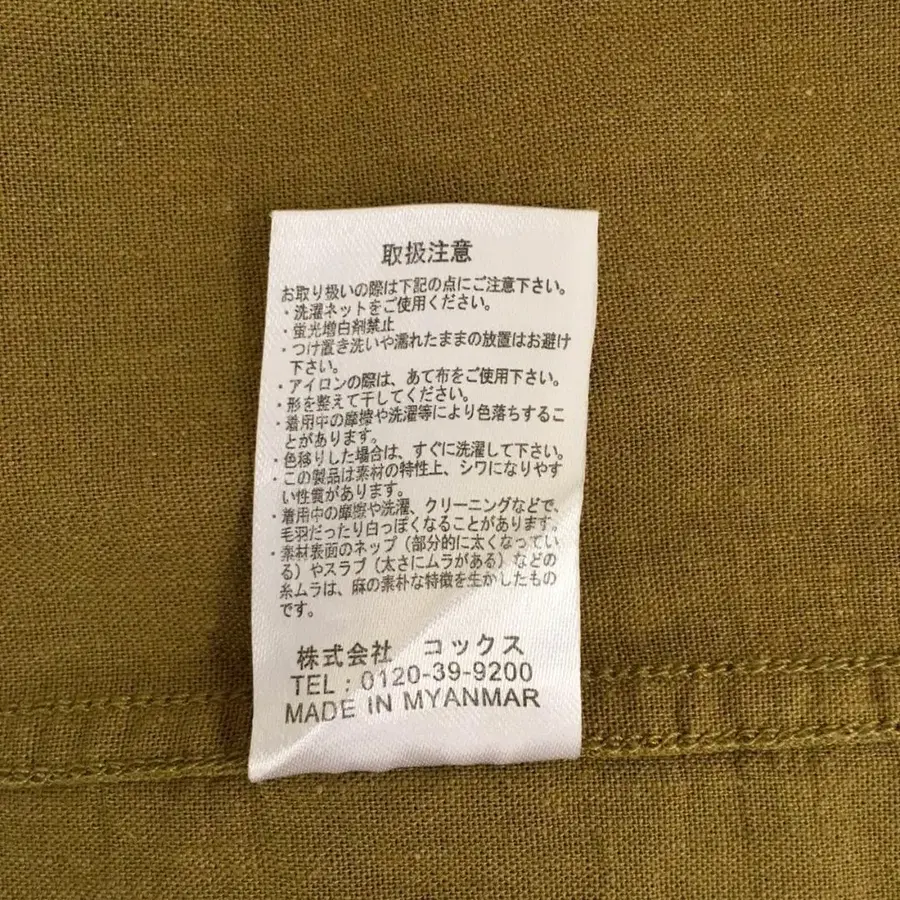 取扱注意
お取り扱いの際は下記の点にご注意下さい。
・洗濯ネットをご使用ください。
・蛍光増白剤禁止
・つけ置き洗いや濡れたままの放置はお避け
下さい。
・アイロンの際は、あて布をご使用下さい。
・形を整えて干してください。
・着用中の摩擦や洗濯等により色落ちするこ
とがあります。
・色移りした場合は、すぐに洗濯して下さい。
・この製品は素材の特性上、シワになりやす
い性質があります。
・着用中の摩擦や洗濯、クリーニングなどで、
毛羽だったり白っぽくなることがあります。
・素材表面のネップ（部分的に太くなってい
る）やスラブ（太さにムラがある）などの
糸ムラは、麻の素朴な特徴を生かしたもの
です。
株式会社 コックス
TEL：0120-39-9200
MADE IN MYANMAR